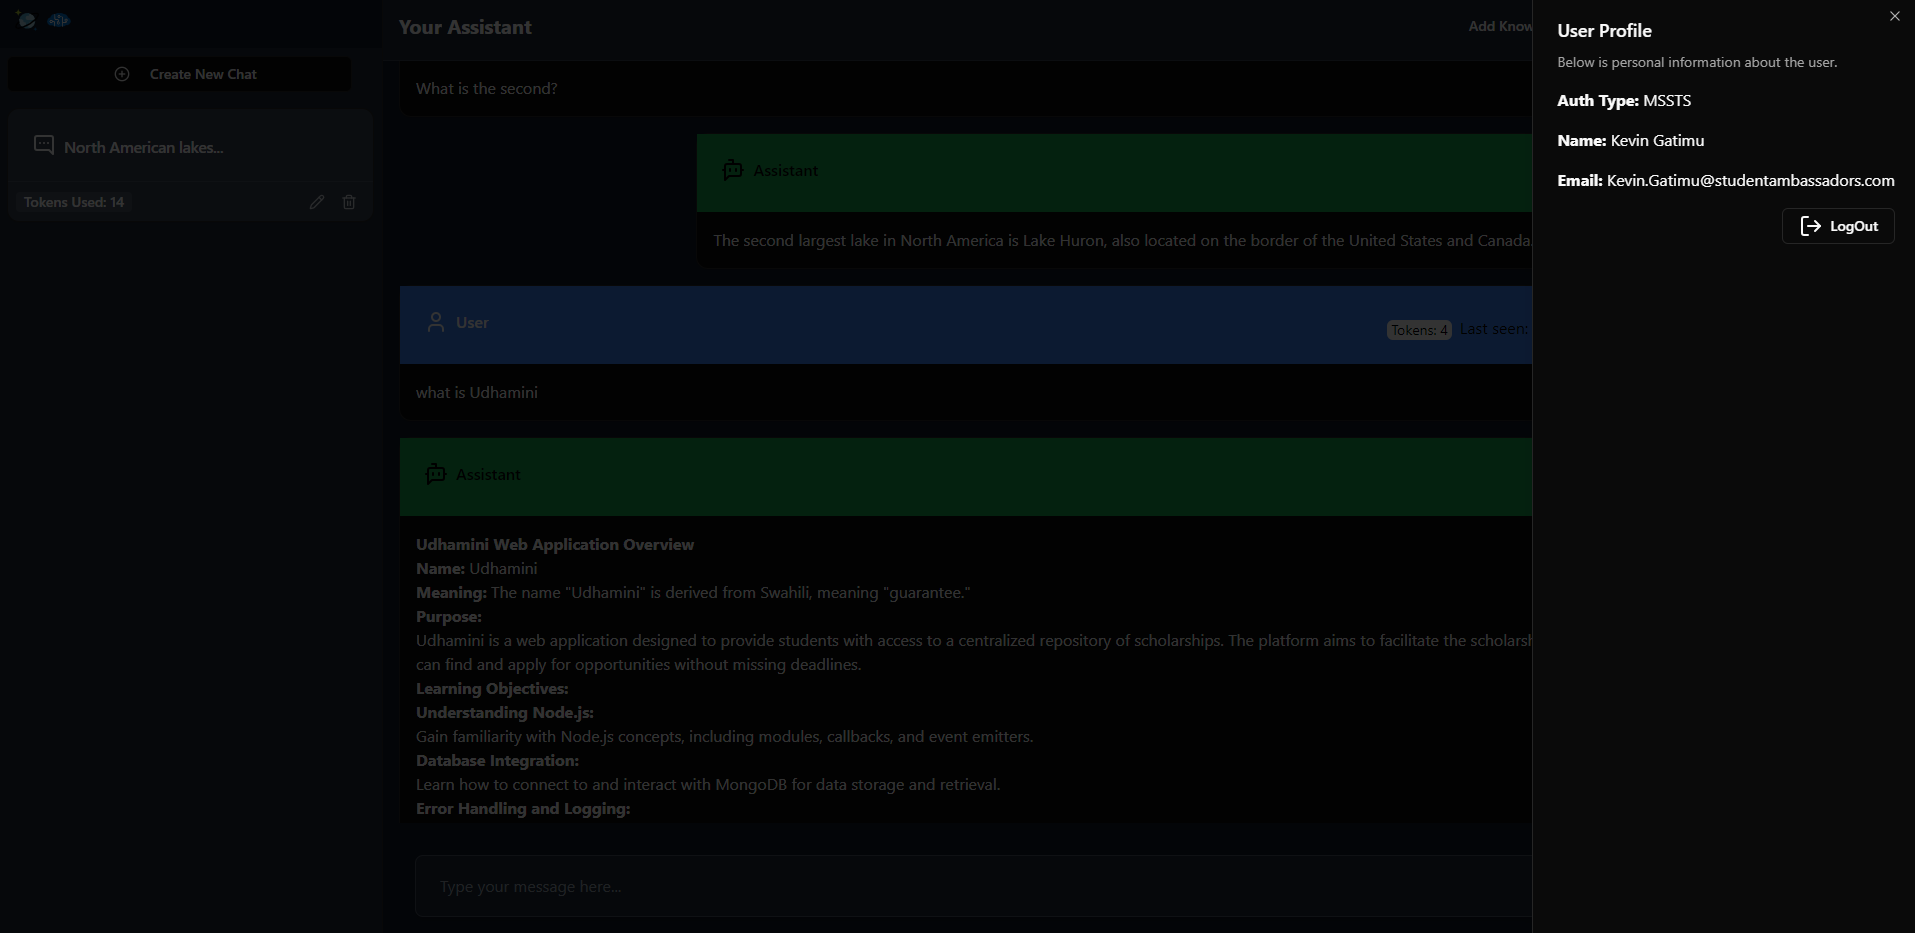 Create New Chat
North American lakes...
Tokens Used: 14
Your Assistant
Add Know
What is the second?
Assistant
The second largest lake in North America is Lake Huron, also located on the border of the United States and Canada.
User
Tokens: 4 Last seen:
what is Udhamini
Assistant
Udhamini Web Application Overview
Name: Udhamini
Meaning: The name "Udhamini" is derived from Swahili, meaning "guarantee."
Purpose:
Udhamini is a web application designed to provide students with access to a centralized repository of scholarships. The platform aims to facilitate the scholarsh
can find and apply for opportunities without missing deadlines.
Learning Objectives:
Understanding Node.js:
Gain familiarity with Node.js concepts, including modules, callbacks, and event emitters.
Database Integration:
Learn how to connect to and interact with MongoDB for data storage and retrieval.
Error Handling and Logging:
Type your message here...
User Profile
Below is personal information about the user.
Auth Type: MSSTS
Name: Kevin Gatimu
Email: Kevin.Gatimu@studentambassadors.com
LogOut